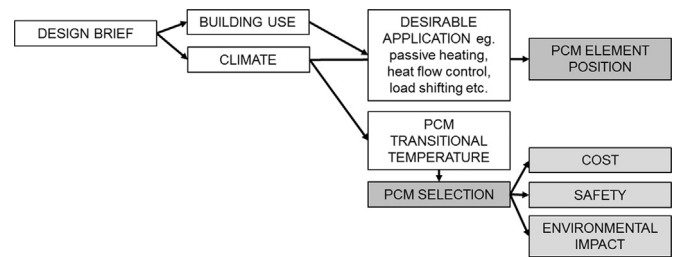 DESIGN BRIEF
BUILDING USE
CLIMATE
DESIRABLE
APPLICATION eg.
passive heating,
heat flow control,
load shifting etc.
PCM ELEMENT
POSITION
PCM
TRANSITIONAL
TEMPERATURE
PCM SELECTION
COST
SAFETY
ENVIRONMENTAL
IMPACT